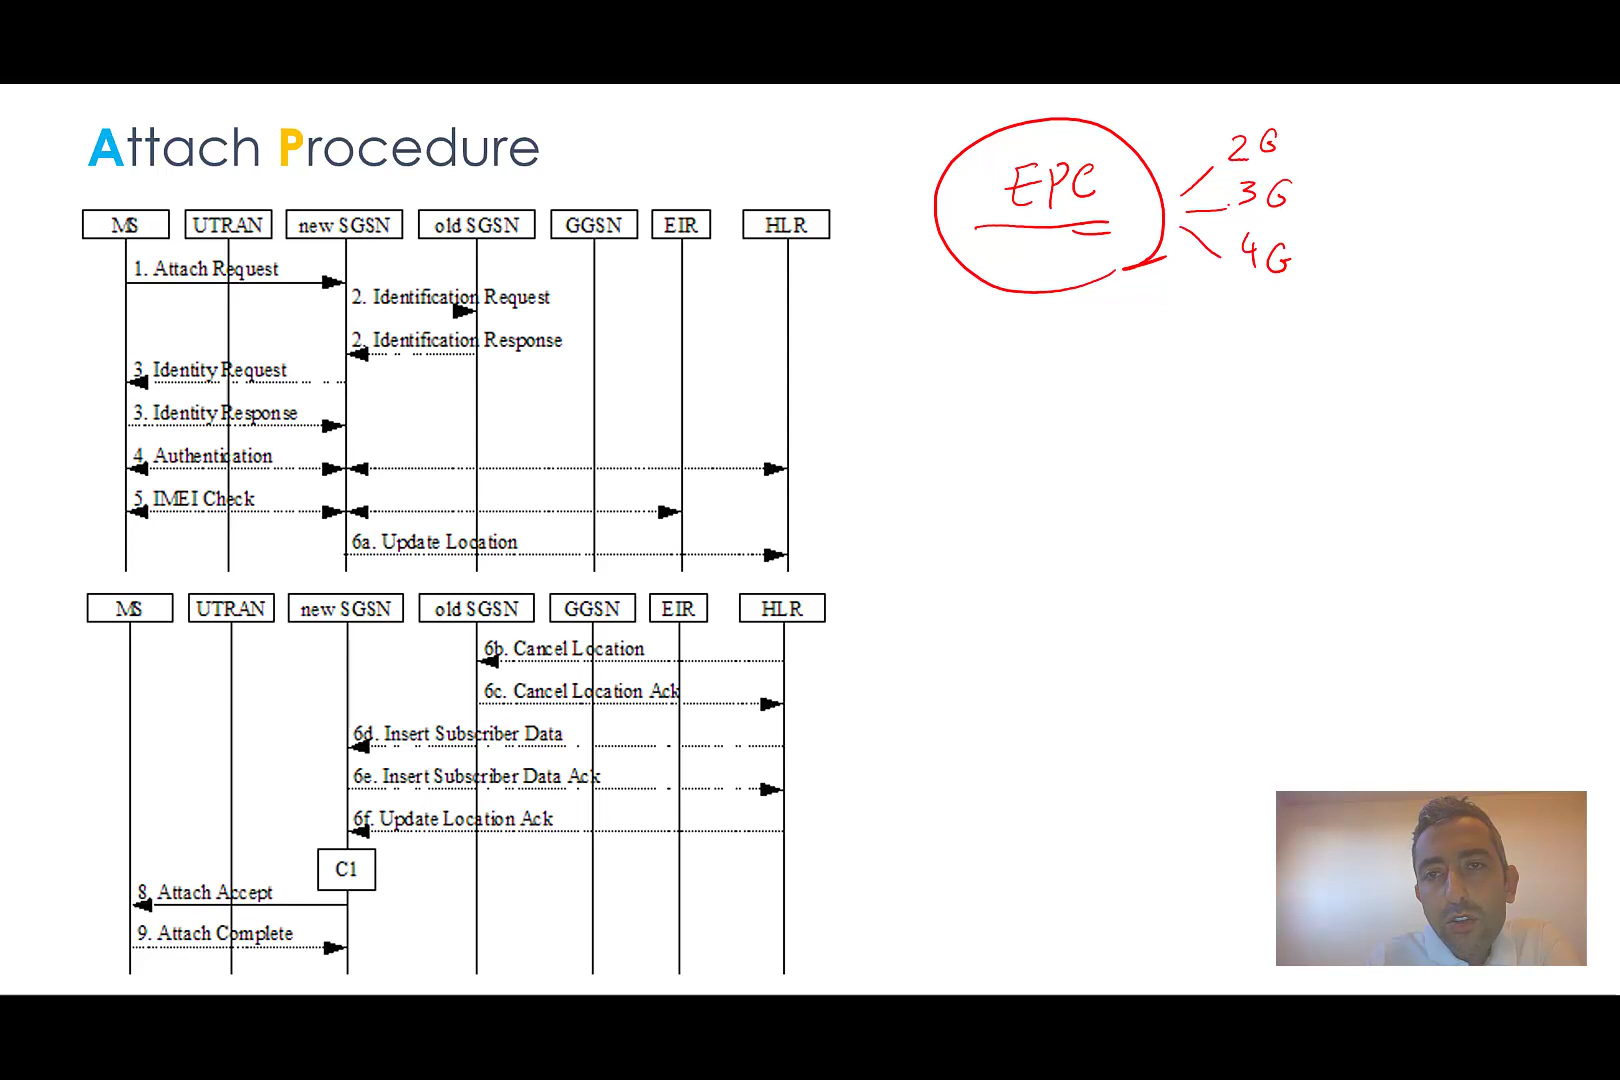 Attach Procedure
MS UTRAN new SGSN old SGSN GGSN EIR HLR
1. Attach Request
2. Identification Request
2. Identification Response
3. Identity Request
3. Identity Response
4. Authentication
5. IMEI Check
6a. Update Location
MS UTRAN new SGSN old SGSN GGSN EIR HLR
6b. Cancel Location
6c. Cancel Location Ack
6d. Insert Subscriber Data
6e. Insert Subscriber Data Ack
6f. Update Location Ack
C1
8. Attach Accept
9. Attach Complete
EPC
2G
3G
4G